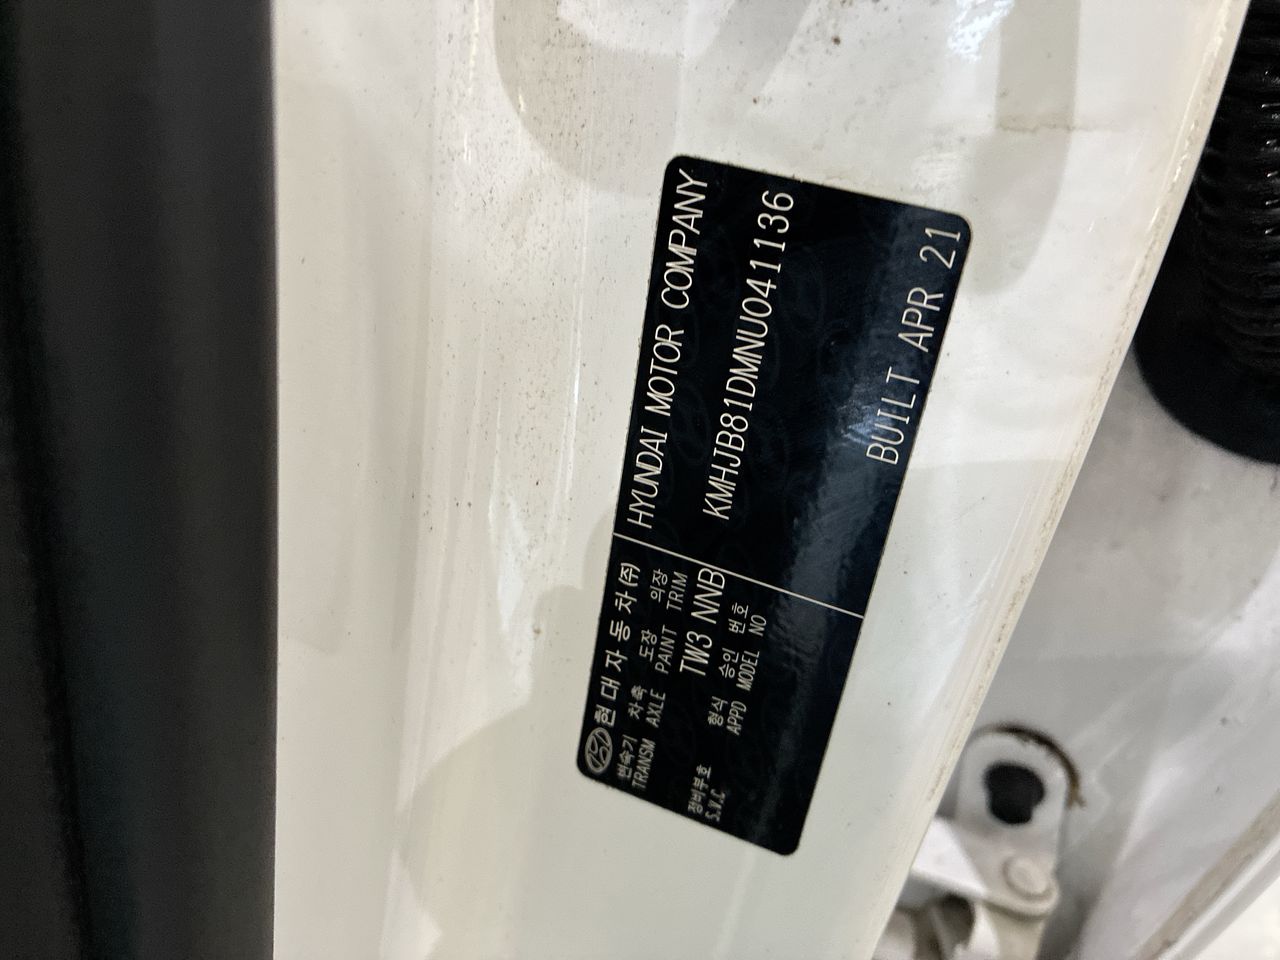 현대자동차(주) HYUNDAI MOTOR COMPANY
변속기 차축 도장 의장
TRANSM AXLE PAINT TRIM
TW3 NNB KMHJB81DMNU041136
정비부호 형식 승인 번호
S.V.C APPD MODEL NO
BUILT APR 21